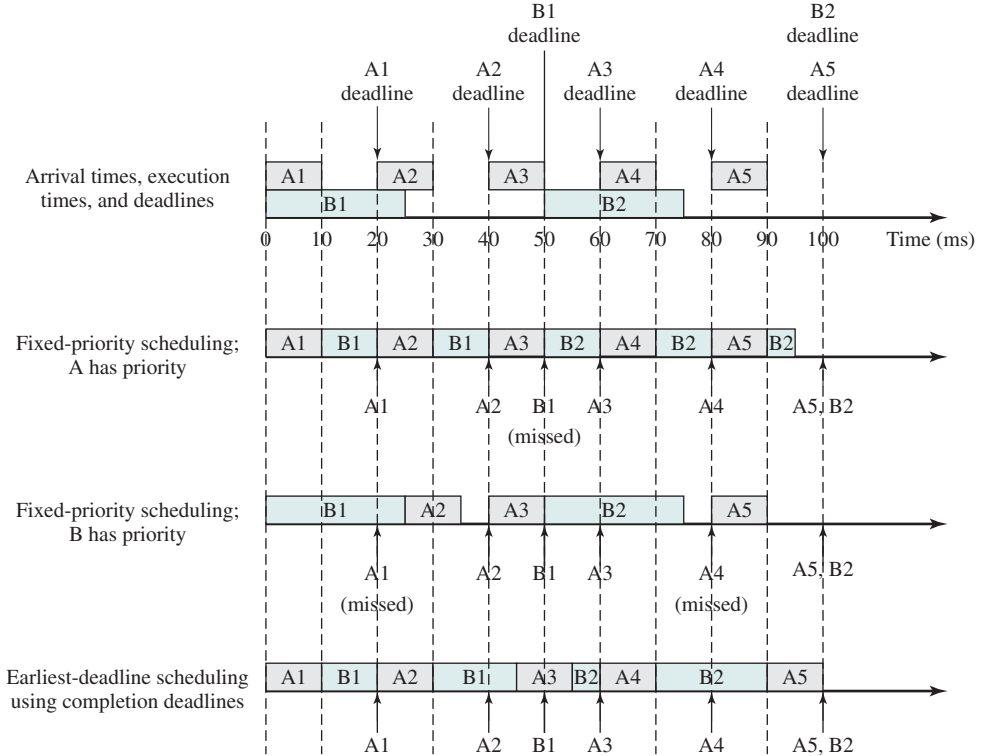 B1
deadline
B2
deadline
A1
deadline
A2
deadline
A3
deadline
A4
deadline
A5
deadline
Arrival times, execution
times, and deadlines
A1 A2 A3 A4 A5
B1 B2
0 10 20 30 40 50 60 70 80 90 100 Time (ms)
Fixed-priority scheduling;
A has priority
A1 B1 A2 B1 A3 B2 A4 B2 A5 B2
A1 A2 B1 A3 A4 A5, B2
(missed)
Fixed-priority scheduling;
B has priority
B1 A2 A3 B2 A5
A1 A2 B1 A3 A4 A5, B2
(missed) (missed)
Earliest-deadline scheduling
using completion deadlines
A1 B1 A2 B1 A3 B2 A4 B2 A5
A1 A2 B1 A3 A4 A5, B2